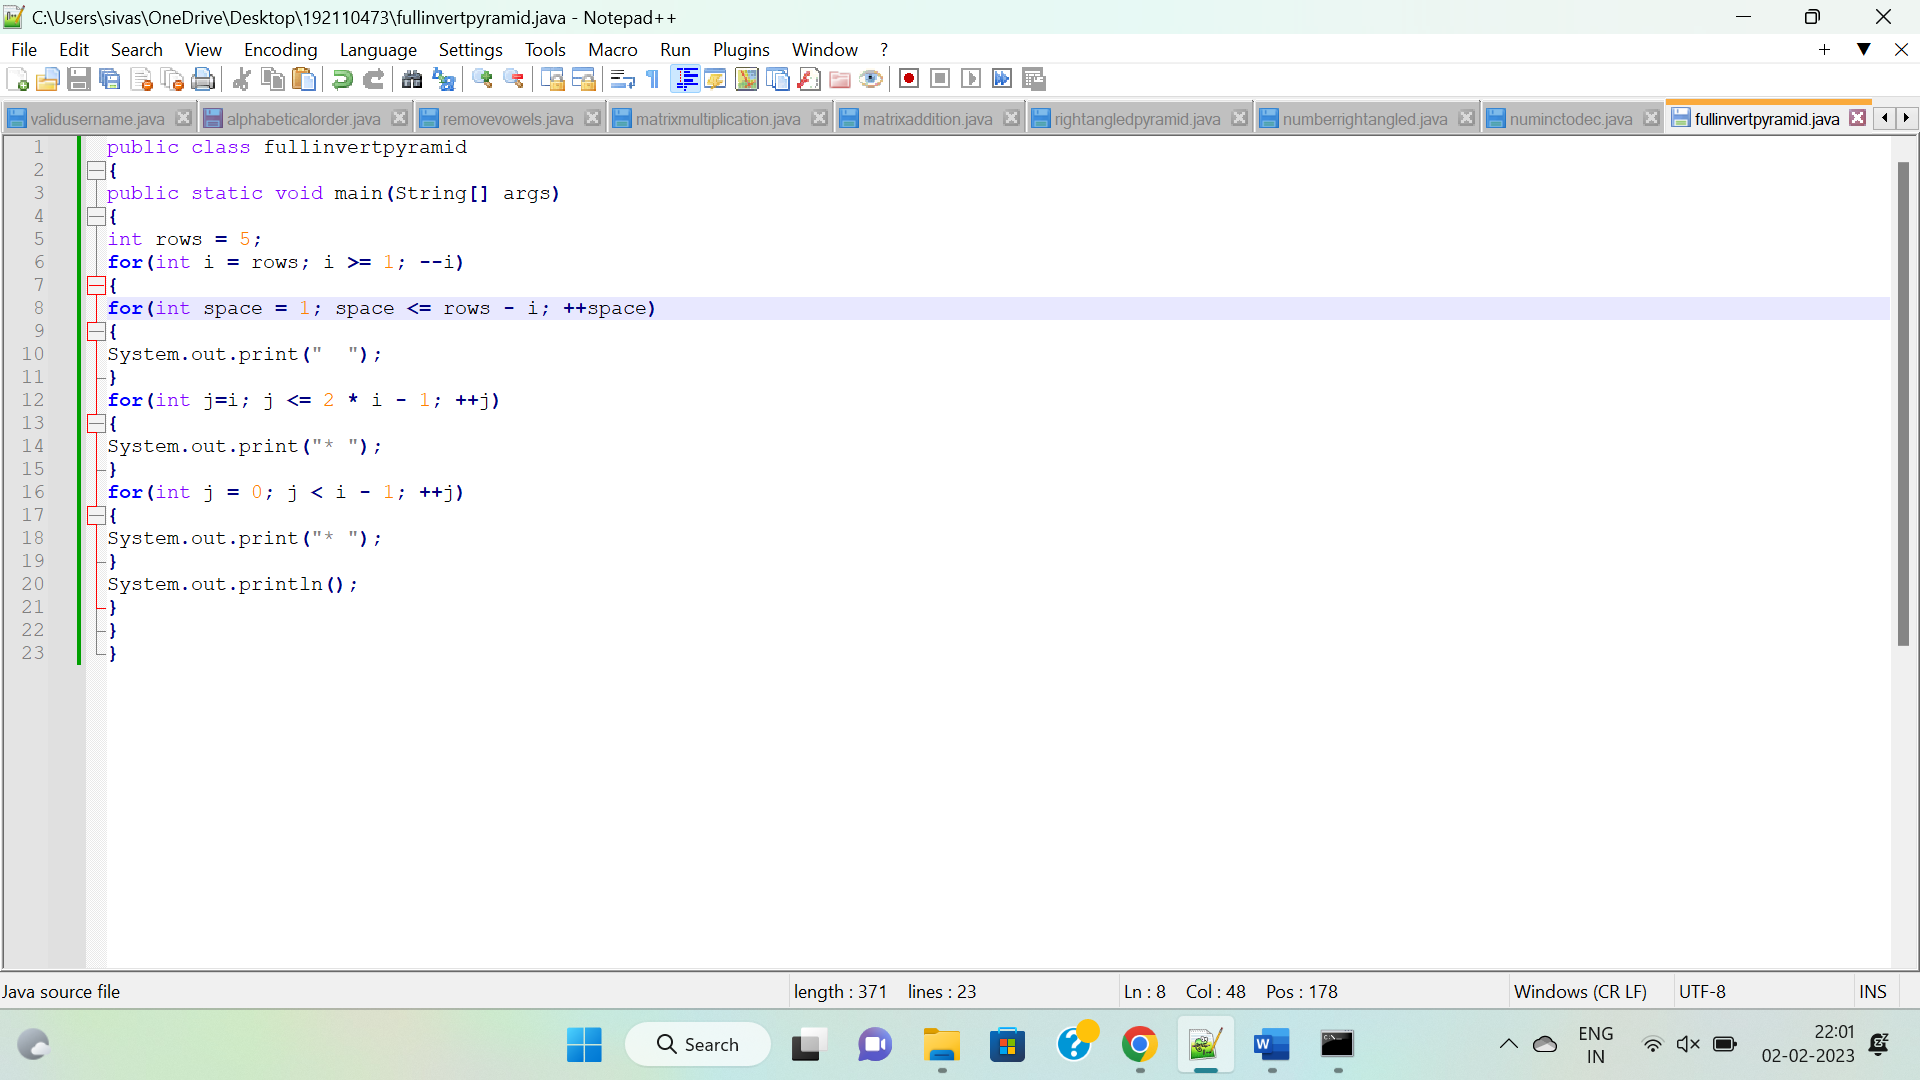 C:\Users\sivas\OneDrive\Desktop\192110473\fullinvertpyramid.java - Notepad++
File Edit Search View Encoding Language Settings Tools Macro Run Plugins Window ?
validusername.java alphabeticalorder.java removevowels.java matrixmultiplication.java matrixaddition.java rightangledpyramid.java numberrightangled.java numinctodec.java fullinvertpyramid.java
1 public class fullinvertpyramid
2 {
3 public static void main(String[] args)
4 {
5 int rows = 5;
6 for(int i = rows; i >= 1; --i)
7 {
8 for(int space = 1; space <= rows - i; ++space)
9 {
10 System.out.print("  ");
11 }
12 for(int j=i; j <= 2 * i - 1; ++j)
13 {
14 System.out.print("* ");
15 }
16 for(int j = 0; j < i - 1; ++j)
17 {
18 System.out.print("* ");
19 }
20 System.out.println();
21 }
22 }
23 }
Java source file length : 371 lines : 23 Ln : 8 Col : 48 Pos : 178 Windows (CR LF) UTF-8 INS
Search
ENG
IN
22:01
02-02-2023